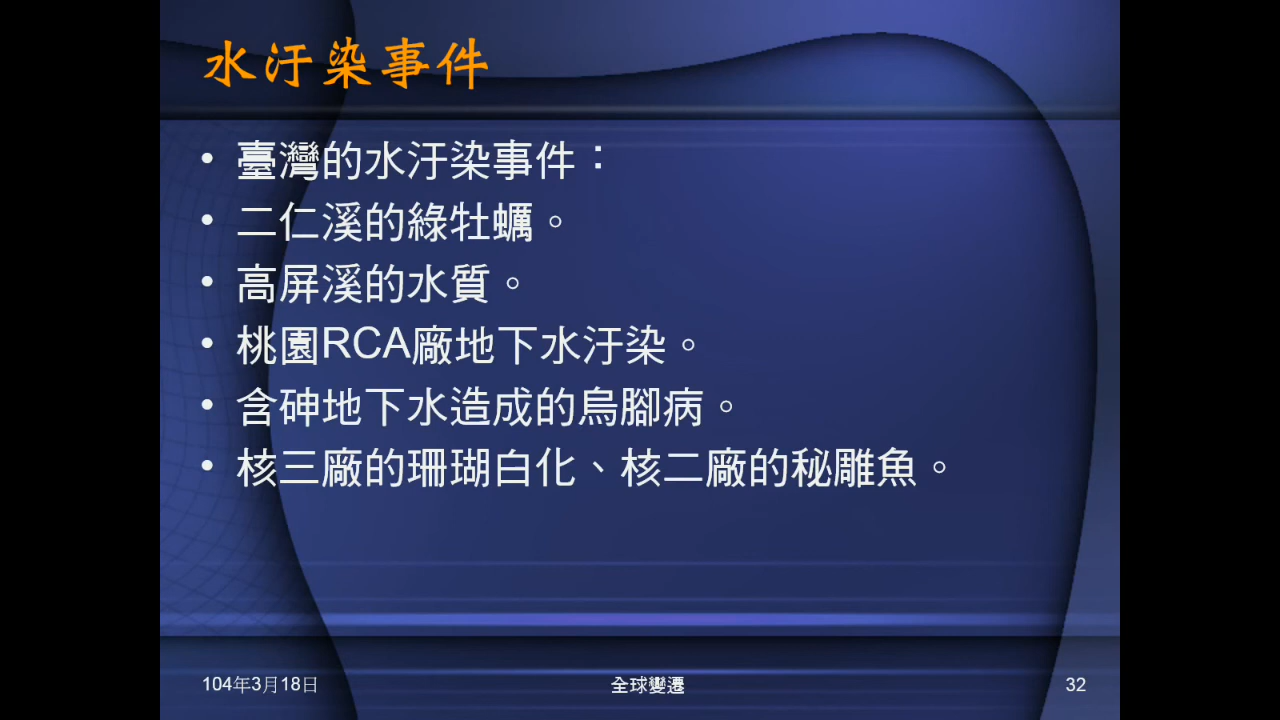 水汙染事件
• 臺灣的水汙染事件：
• 二仁溪的綠牡蠣。
• 高屏溪的水質。
• 桃園RCA廠地下水汙染。
• 含砷地下水造成的烏腳病。
• 核三廠的珊瑚白化、核二廠的秘雕魚。
104年3月18日
全球變遷
32